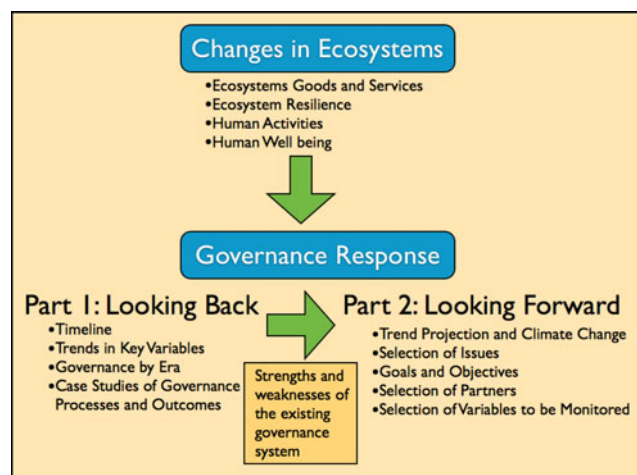 Changes in Ecosystems
•Ecosystems Goods and Services
•Ecosystem Resilience
•Human Activities
•Human Well being
Governance Response
Part 1: Looking Back
•Timeline
•Trends in Key Variables
•Governance by Era
•Case Studies of Governance
Processes and Outcomes
Strengths and
weaknesses of
the existing
governance
system
Part 2: Looking Forward
•Trend Projection and Climate Change
•Selection of Issues
•Goals and Objectives
•Selection of Partners
•Selection of Variables to be Monitored